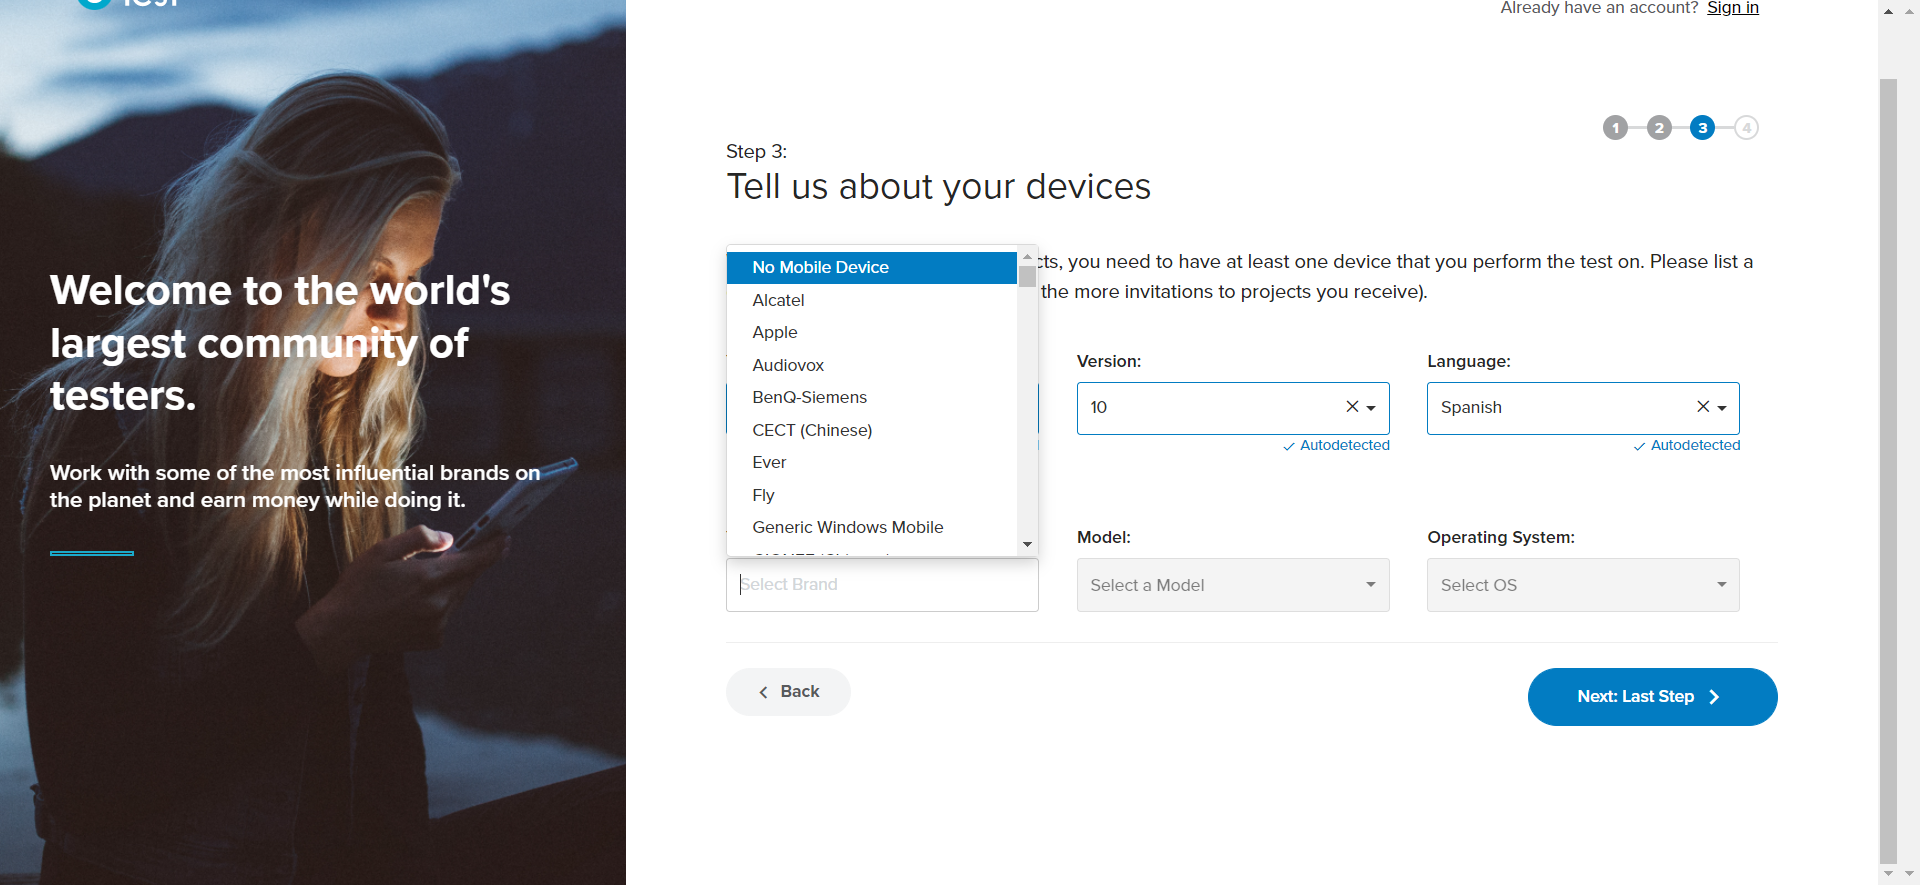 Already have an account? Sign in
1 2 3 4
Step 3:
Tell us about your devices
Welcome to the world's
largest community of
testers.
Work with some of the most influential brands on
the planet and earn money while doing it.
you need to have at least one device that you perform the test on. Please list a
the more invitations to projects you receive).
No Mobile Device
Alcatel
Apple
Audiovox
BenQ-Siemens
CECT (Chinese)
Ever
Fly
Generic Windows Mobile
Version:
10
Autodetected
Language:
Spanish
Autodetected
Select Brand
Model:
Select a Model
Operating System:
Select OS
Back
Next: Last Step